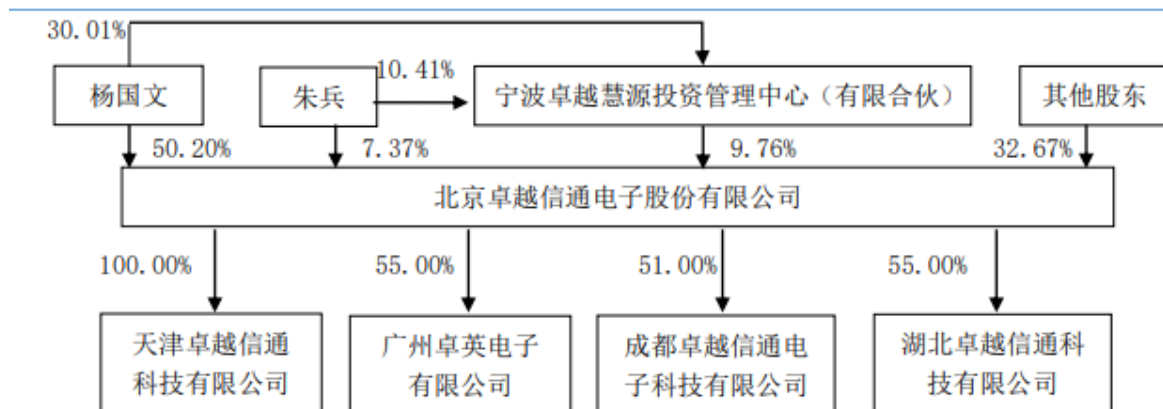 30.01%
10.41%
杨国文
朱兵
宁波卓越慧源投资管理中心（有限合伙）
其他股东
50.20%
7.37%
9.76%
32.67%
北京卓越信通电子股份有限公司
100.00%
55.00%
51.00%
55.00%
天津卓越信通
科技有限公司
广州卓英电子
有限公司
成都卓越信通电
子科技有限公司
湖北卓越信通科
技有限公司